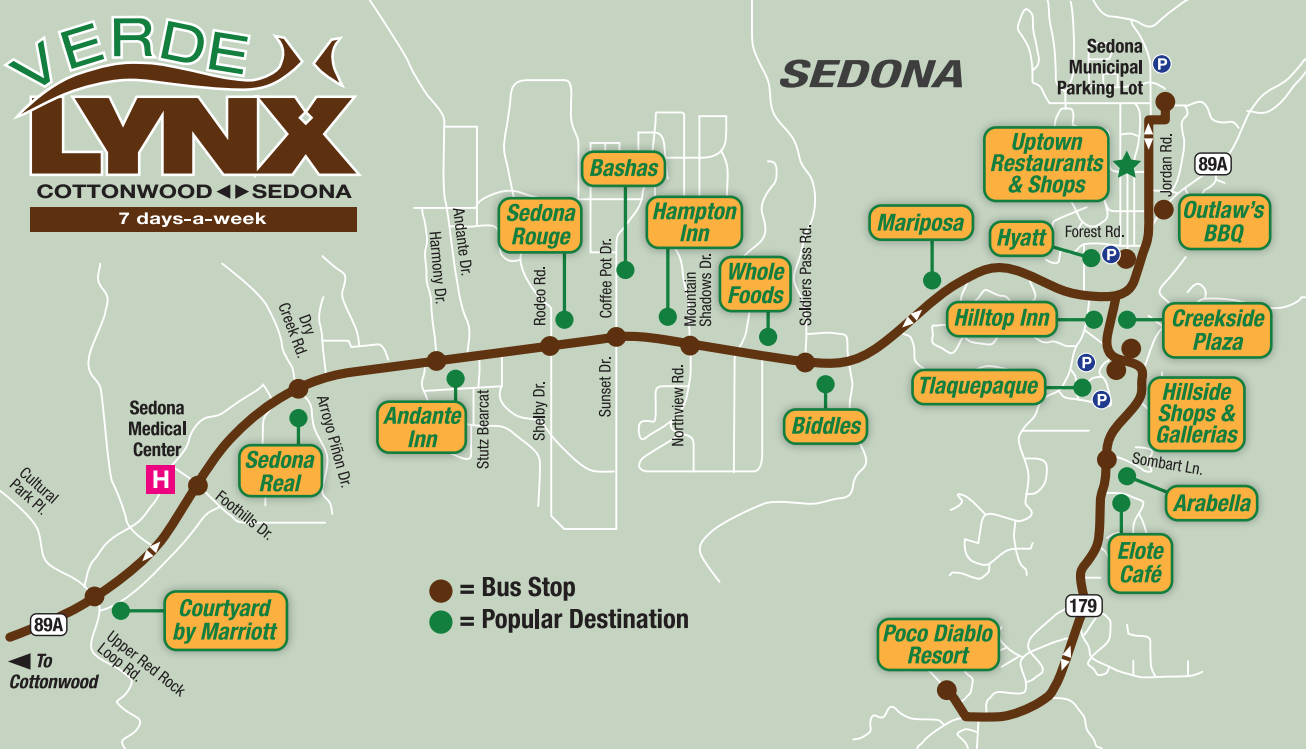 VERDE
LYNX
COTTONWOOD ◄► SEDONA
7 days-a-week
SEDONA
Sedona
Municipal
Parking Lot
P
Uptown
Restaurants
& Shops
Jordan Rd.
89A
Outlaw's
BBQ
Forest Rd.
Hyatt
P
Mariposa
Bashas
Sedona
Rouge
Hampton
Inn
Whole
Foods
Andante Dr.
Harmony Dr.
Rodeo Rd.
Coffee Pot Dr.
Mountain
Shadows Dr.
Soldiers Pass Rd.
Dry
Creek Rd.
Hilltop Inn
Creekside
Plaza
P
Tlaquepaque
P
Hillside
Shops &
Gallerias
Sedona
Medical
Center
H
Sedona
Real
Arroyo Piñon Dr.
Andante
Inn
Stutz Bearcat
Shelby Dr.
Sunset Dr.
Northview Rd.
Biddles
Sombart Ln.
Arabella
Elote
Café
Cultural
Park Pl.
Foothills Dr.
Courtyard
by Marriott
89A
Upper Red Rock
Loop Rd.
◄ To
Cottonwood
= Bus Stop
= Popular Destination
179
Poco Diablo
Resort